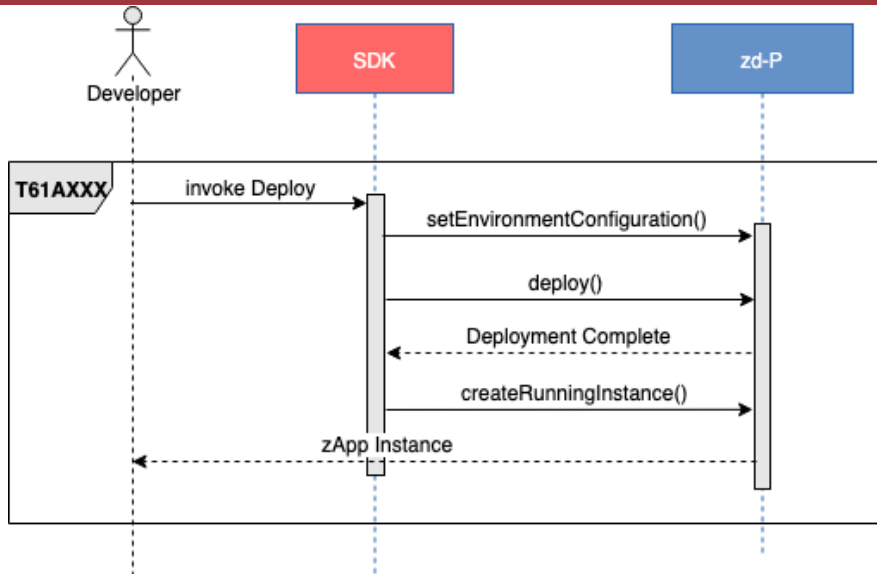 SDK
zd-P
Developer
T61AXXX
invoke Deploy
setEnvironmentConfiguration()
deploy()
Deployment Complete
createRunningInstance()
zApp Instance